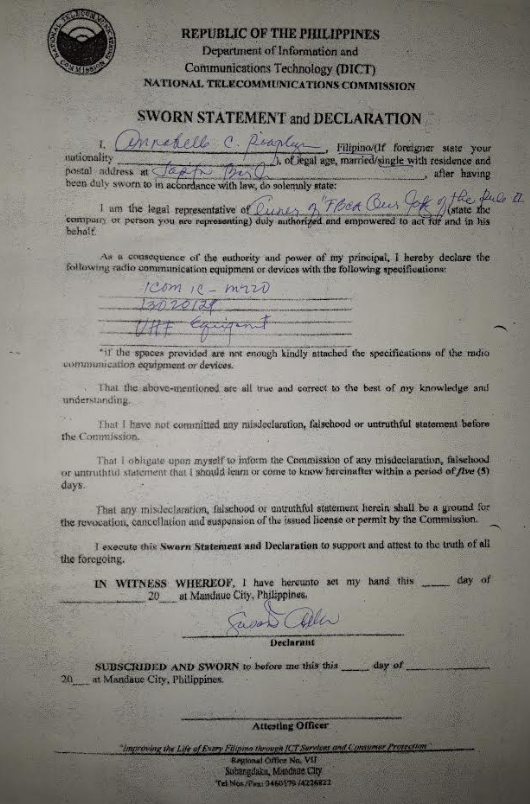 NATIONAL TELECOMMUNICATIONS COMMISSION
REPUBLIC OF THE PHILIPPINES
Department of Information and
Communications Technology (DICT)
NATIONAL TELECOMMUNICATIONS COMMISSION
SWORN STATEMENT and DECLARATION
I, Annabelle C. , Filipino/(If foreigner state your
nationality ), of legal age, married/single with residence and
postal address at , after having
been duly sworn to in accordance with law, do solemnly state:
I am the legal representative of Owner of FBca Our Lady of the Rule II (state the
company or person you are representing) duly authorized and empowered to act for and in his
behalf.
As a consequence of the authority and power of my principal, I hereby declare the
following radio communication equipment or devices with the following specifications:
icom ic - m220
VHF Equipment
*if the spaces provided are not enough kindly attached the specifications of the radio
communication equipment or devices.
That the above-mentioned are all true and correct to the best of my knowledge and
understanding.
That I have not committed any misdeclaration, falsehood or untruthful statement before
the Commission.
That I obligate upon myself to inform the Commission of any misdeclaration, falsehood
or untruthful statement that I should learn or come to know hereinafter within a period of five (5)
days.
That any misdeclaration, falsehood or untruthful statement herein shall be a ground for
the revocation, cancellation and suspension of the issued license or permit by the Commission.
I execute this Sworn Statement and Declaration to support and attest to the truth of all
the foregoing.
IN WITNESS WHEREOF, I have hereunto set my hand this ____ day of
____________ 20__ at Mandaue City, Philippines.
Declarant
SUBSCRIBED AND SWORN to before me this this ____ day of ____________
20__ at Mandaue City, Philippines.
Attesting Officer
"Improving the Life of Every Filipino through ICT Services and Consumer Protection"
Regional Office No. VII
Subangdaku, Mandaue City
Tel Nos./Fax: 3460179 /4226822